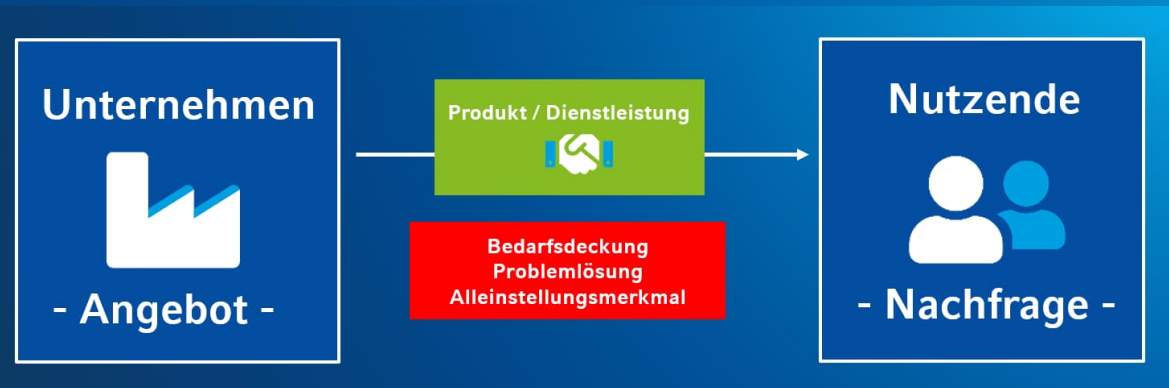 Unternehmen
- Angebot -
Produkt / Dienstleistung
Bedarfsdeckung
Problemlösung
Alleinstellungsmerkmal
Nutzende
- Nachfrage -